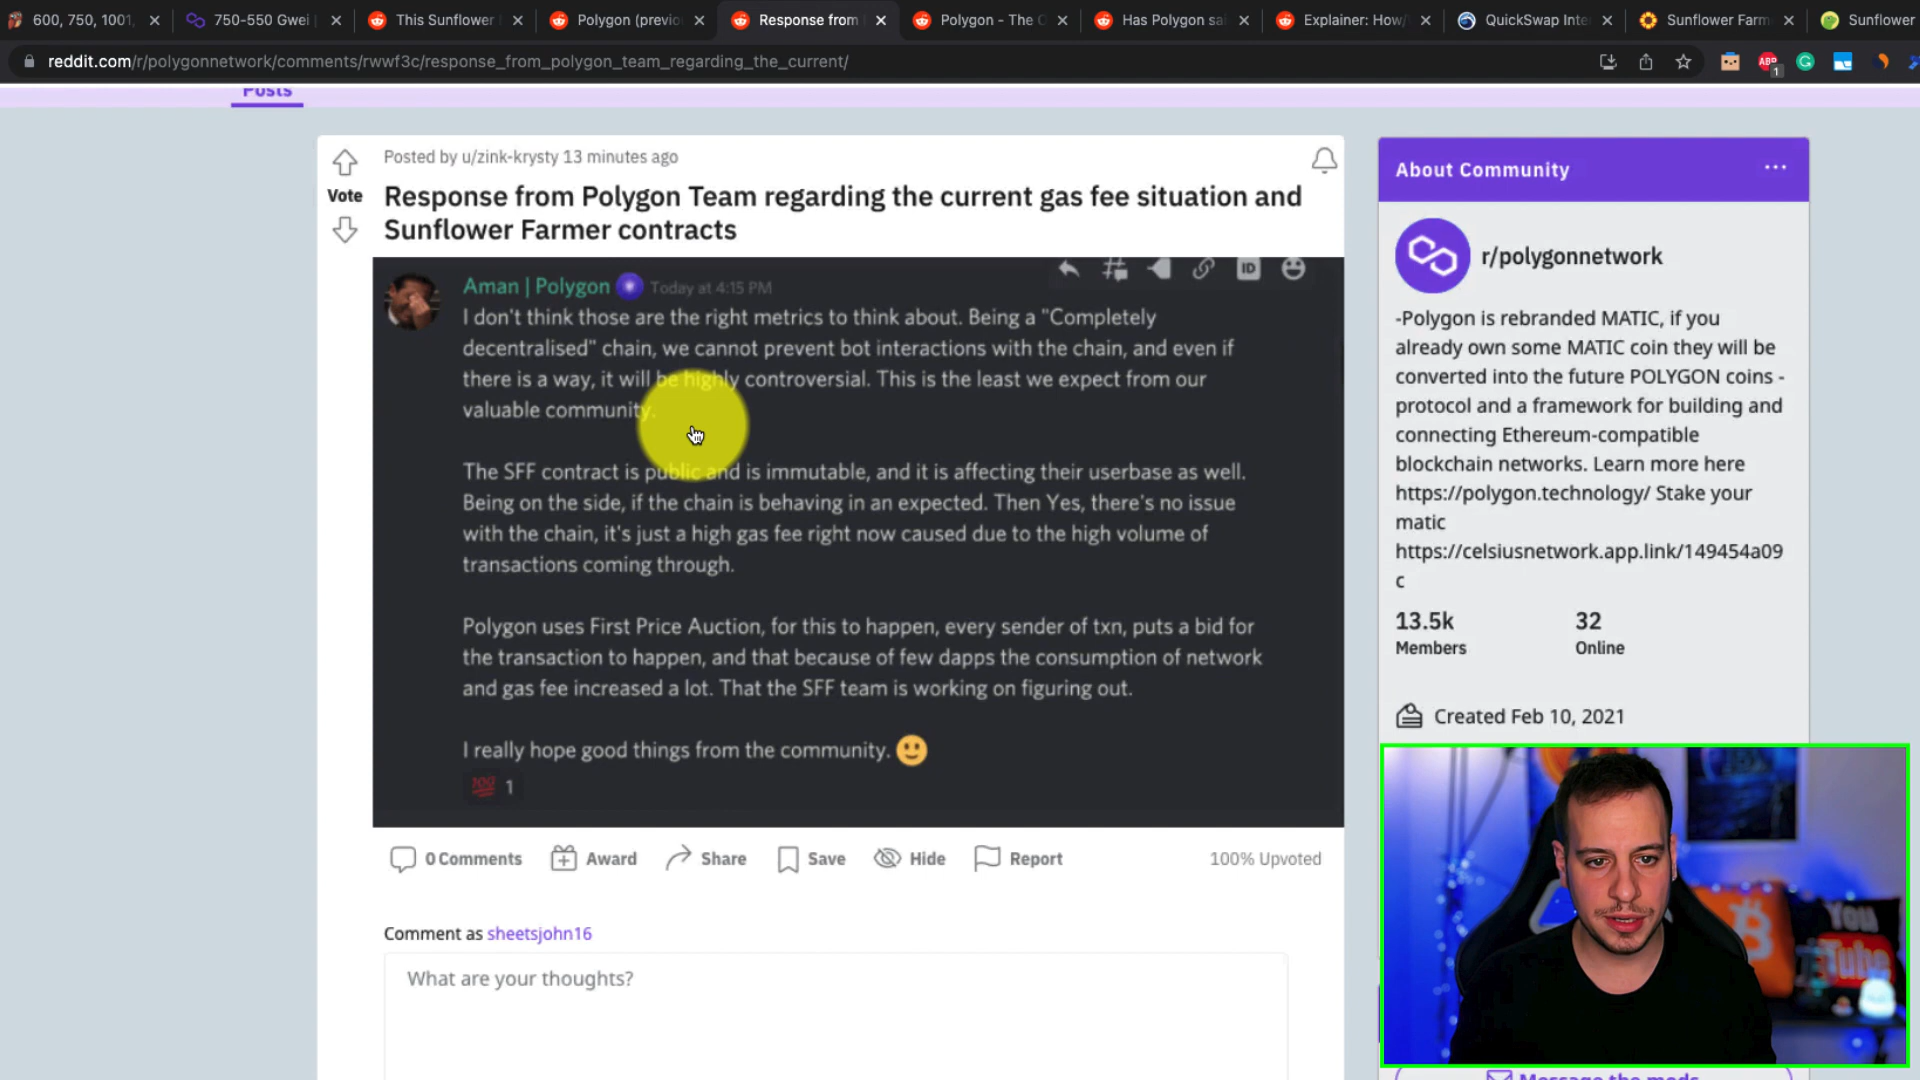 600, 750, 1001,
750-550 Gwei
This Sunflower
Polygon (previo
Response from
Polygon - The
Has Polygon sa
Explainer: How
QuickSwap Inte
Sunflower Farm
Sunflower
reddit.com/r/polygonnetwork/comments/rwwf3c/response_from_polygon_team_regarding_the_current/
ABP
1
Posts
Posted by u/zink-krysty 13 minutes ago
Vote
Response from Polygon Team regarding the current gas fee situation and
Sunflower Farmer contracts
ID
Aman | Polygon Today at 4:15 PM
I don't think those are the right metrics to think about. Being a "Completely
decentralised" chain, we cannot prevent bot interactions with the chain, and even if
there is a way, it will be highly controversial. This is the least we expect from our
valuable community.
The SFF contract is public and is immutable, and it is affecting their userbase as well.
Being on the side, if the chain is behaving in an expected. Then Yes, there's no issue
with the chain, it's just a high gas fee right now caused due to the high volume of
transactions coming through.
Polygon uses First Price Auction, for this to happen, every sender of txn, puts a bid for
the transaction to happen, and that because of few dapps the consumption of network
and gas fee increased a lot. That the SFF team is working on figuring out.
I really hope good things from the community.
100 1
0 Comments Award Share Save Hide Report 100% Upvoted
Comment as sheetsjohn16
What are your thoughts?
About Community
r/polygonnetwork
-Polygon is rebranded MATIC, if you
already own some MATIC coin they will be
converted into the future POLYGON coins -
protocol and a framework for building and
connecting Ethereum-compatible
blockchain networks. Learn more here
https://polygon.technology/ Stake your
matic
https://celsiusnetwork.app.link/149454a09
c
13.5k 32
Members Online
Created Feb 10, 2021
You
Tube
Message the mods